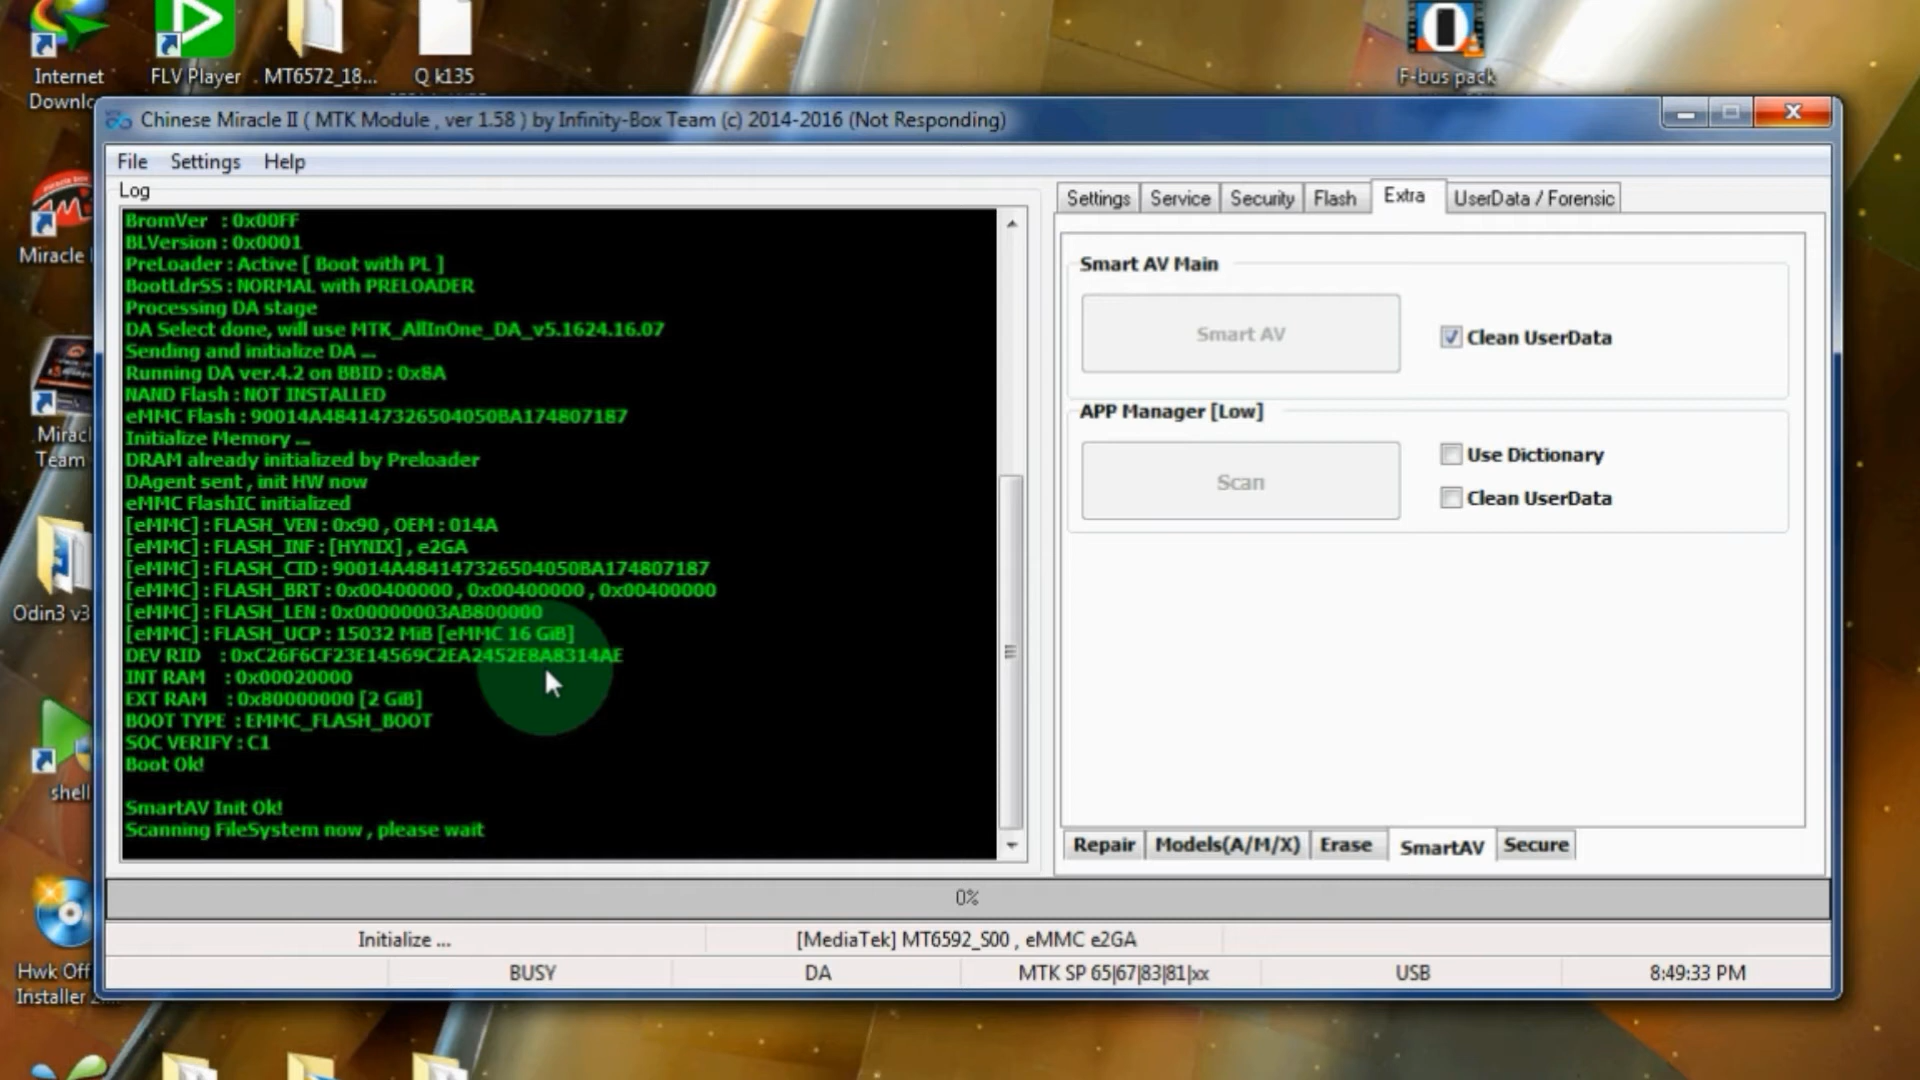 Internet
FLV Player
MT6572_18...
Q k135
F-bus pack
Chinese Miracle II ( MTK Module , ver 1.58 ) by Infinity-Box Team (c) 2014-2016 (Not Responding)
File Settings Help
Log
BromVer : 0x00FF
BLVersion : 0x0001
PreLoader : Active [ Boot with PL ]
BootLdrSS : NORMAL with PRELOADER
Processing DA stage
DA Select done, will use MTK_AllInOne_DA_v5.1624.16.07
Sending and initialize DA ...
Running DA ver.4.2 on BBID : 0x8A
NAND Flash : NOT INSTALLED
eMMC Flash : 90014A484147326504050BA174807187
Initialize Memory ...
DRAM already initialized by Preloader
DAgent sent , init HW now
eMMC FlashIC initialized
[eMMC] : FLASH_VEN : 0x90 , OEM : 014A
[eMMC] : FLASH_INF : [HYNIX] , e2GA
[eMMC] : FLASH_CID : 90014A484147326504050BA174807187
[eMMC] : FLASH_BRT : 0x00400000 , 0x00400000 , 0x00400000
[eMMC] : FLASH_LEN : 0x00000003AB800000
[eMMC] : FLASH_UCP : 15032 MiB [eMMC 16 GiB]
DEV RID : 0xC26F6CF23E14569C2EA2452E8A8314AE
INT RAM : 0x00020000
EXT RAM : 0x80000000 [2 GiB]
BOOT TYPE : EMMC_FLASH_BOOT
SOC VERIFY : C1
Boot Ok!
SmartAV Init Ok!
Scanning FileSystem now , please wait
Settings Service Security Flash Extra UserData / Forensic
Smart AV Main
Smart AV
Clean UserData
APP Manager [Low]
Scan
Use Dictionary
Clean UserData
Repair Models(A/M/X) Erase SmartAV Secure
0%
Initialize ... [MediaTek] MT6592_S00 , eMMC e2GA
BUSY DA MTK SP 65|67|83|81|xx USB 8:49:33 PM
Miracle
Team
Odin3 v3
shell
Hwk Off
Installer